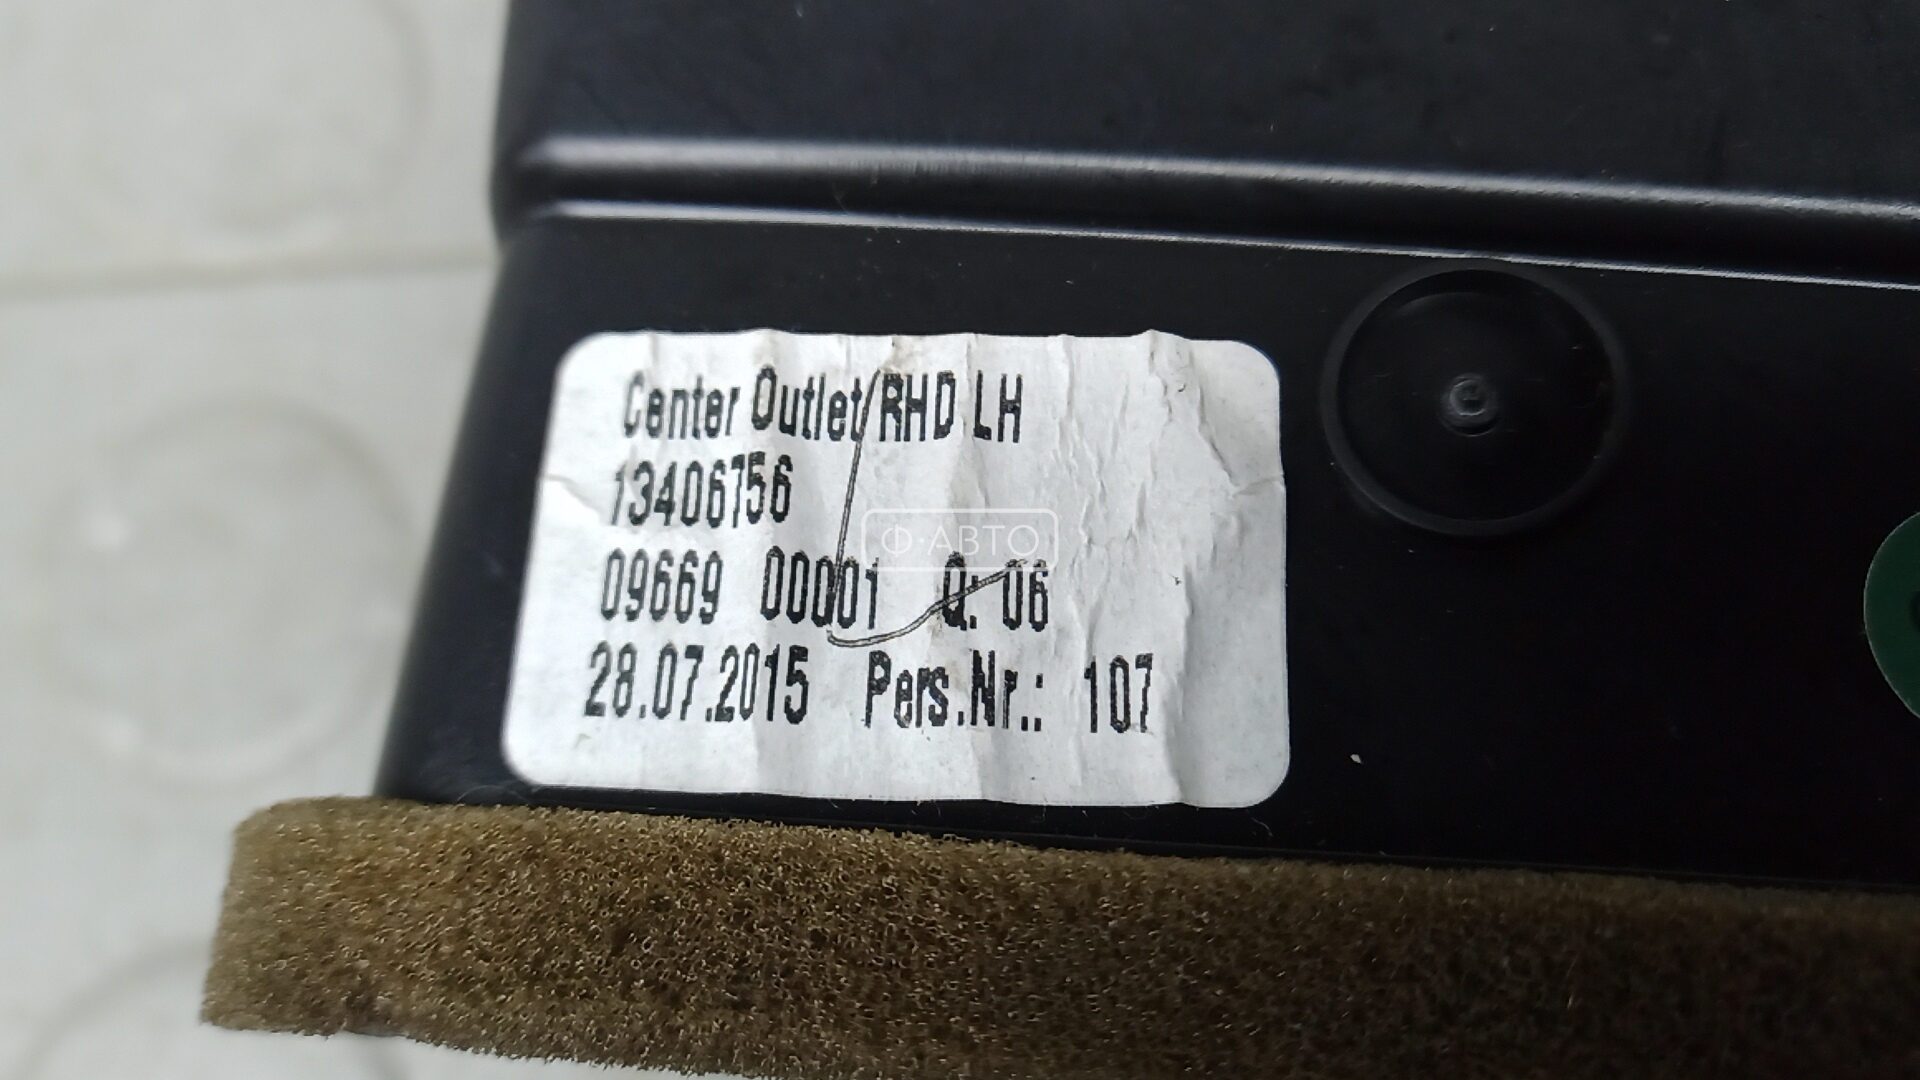 Center Outlet/RHD LH
13406756
Ф·АВТО
09669 00001 Q: 06
28.07.2015 Pers.Nr.: 107